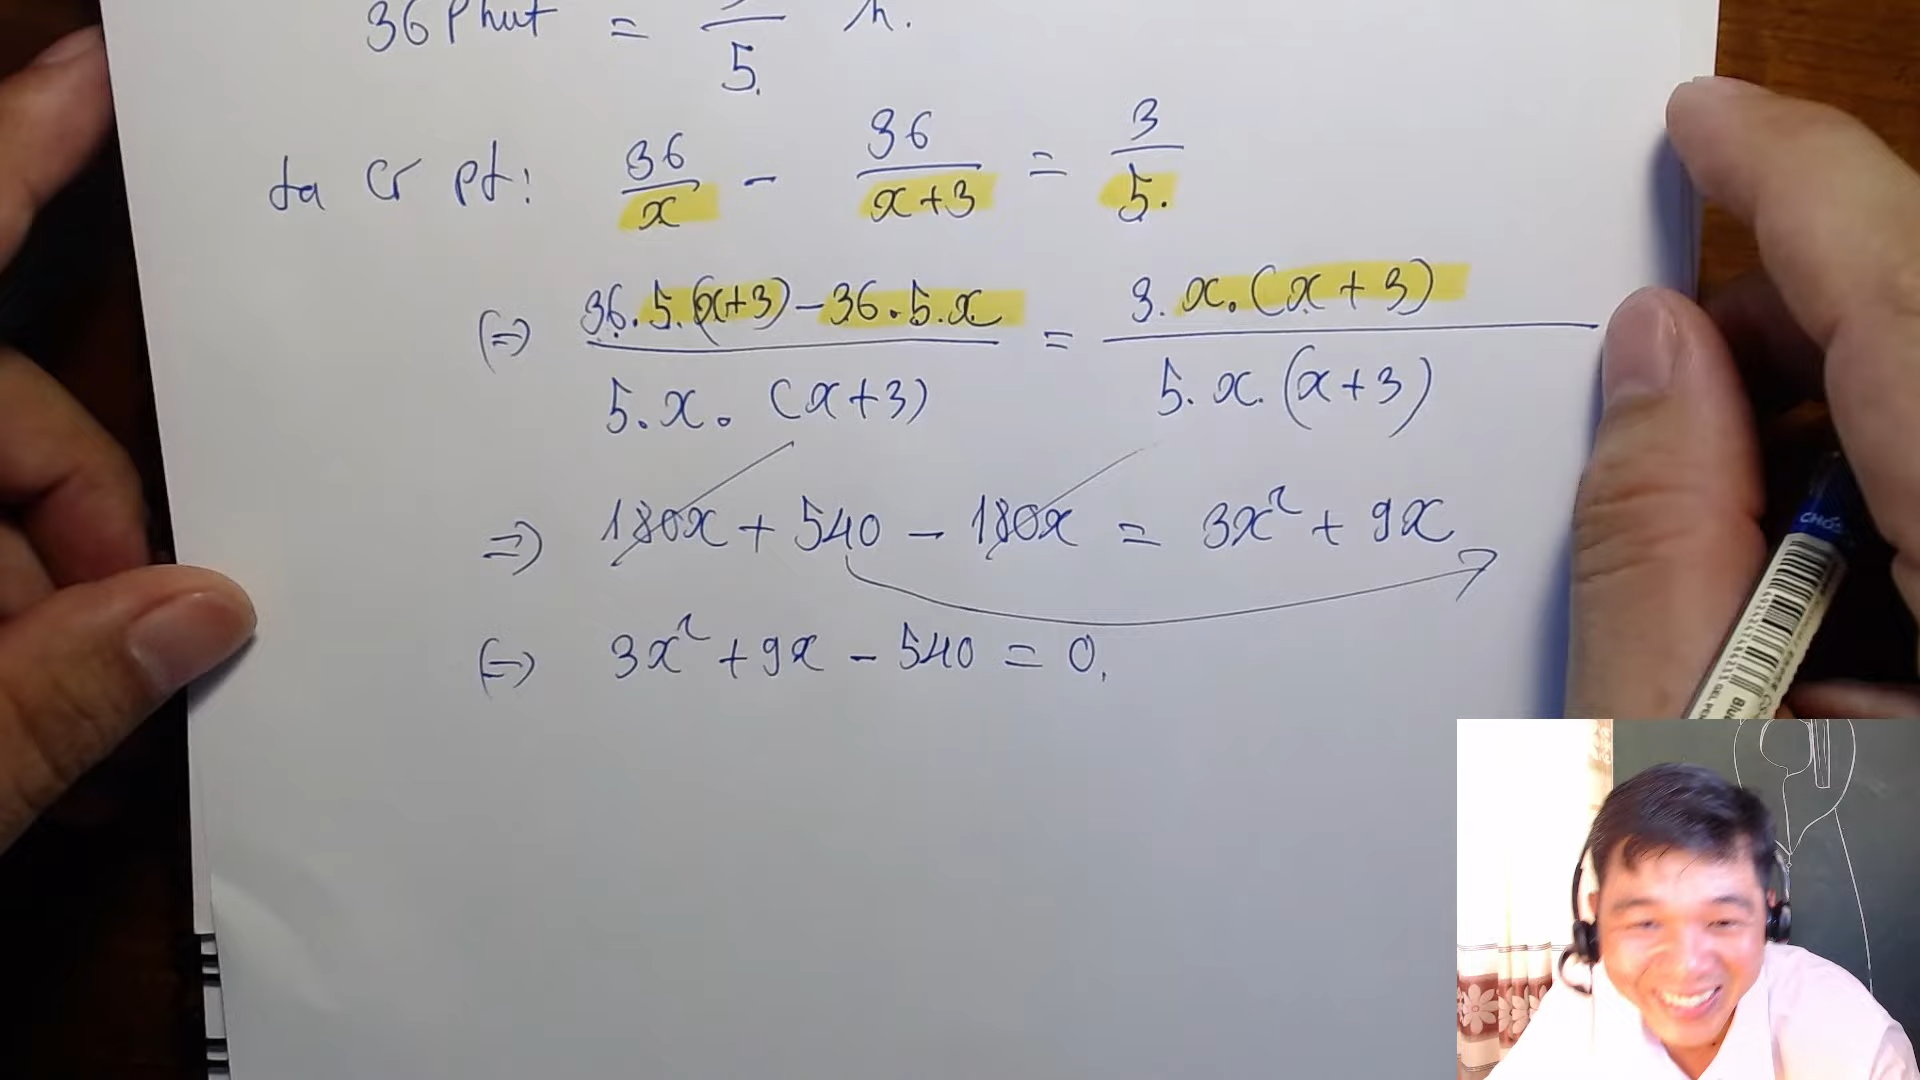 36 Phut = 3/5 h.
ta có pt: 36/x - 36/(x+3) = 3/5.
(=) (36.5.(x+3) - 36.5.x)/(5.x.(x+3)) = (3.x.(x+3))/(5.x.(x+3))
=) 180x + 540 - 180x = 3x² + 9x
(=) 3x² + 9x - 540 = 0.